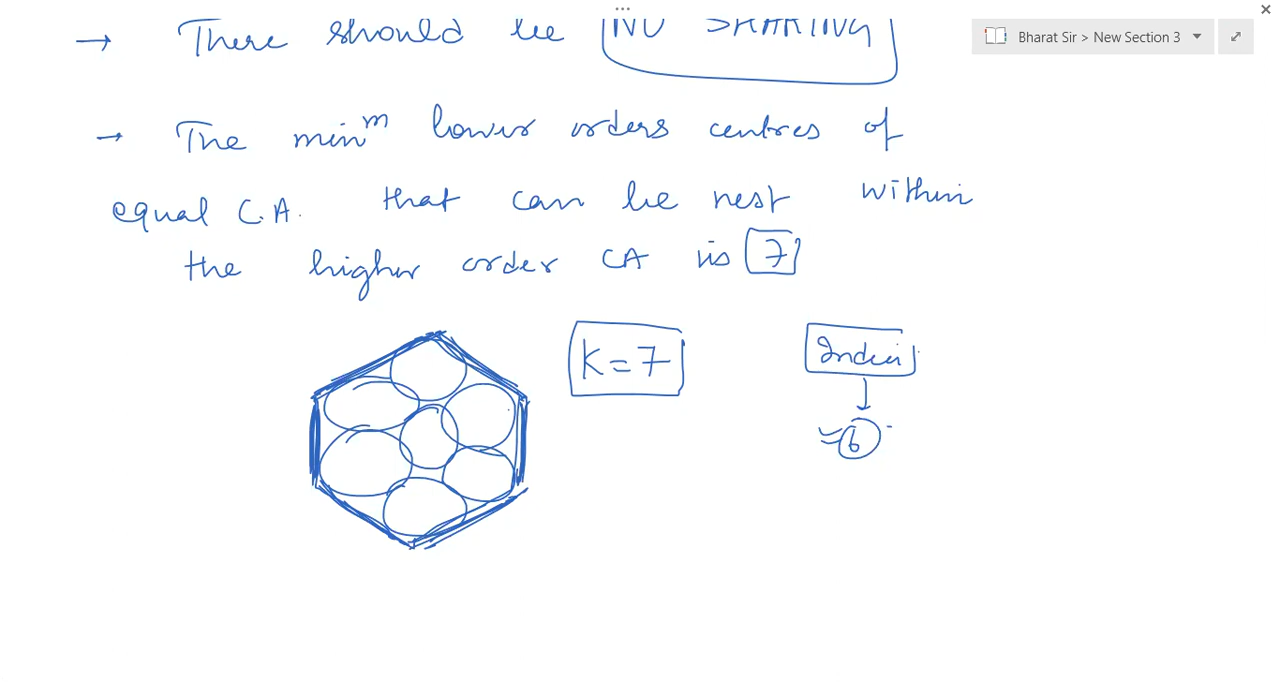 → There should be NO SHARING
Bharat Sir > New Section 3
→ The minᵐ lower orders centres of
equal C.A. that can be nest within
the higher order CA is 7
K = 7
India
≈ 6